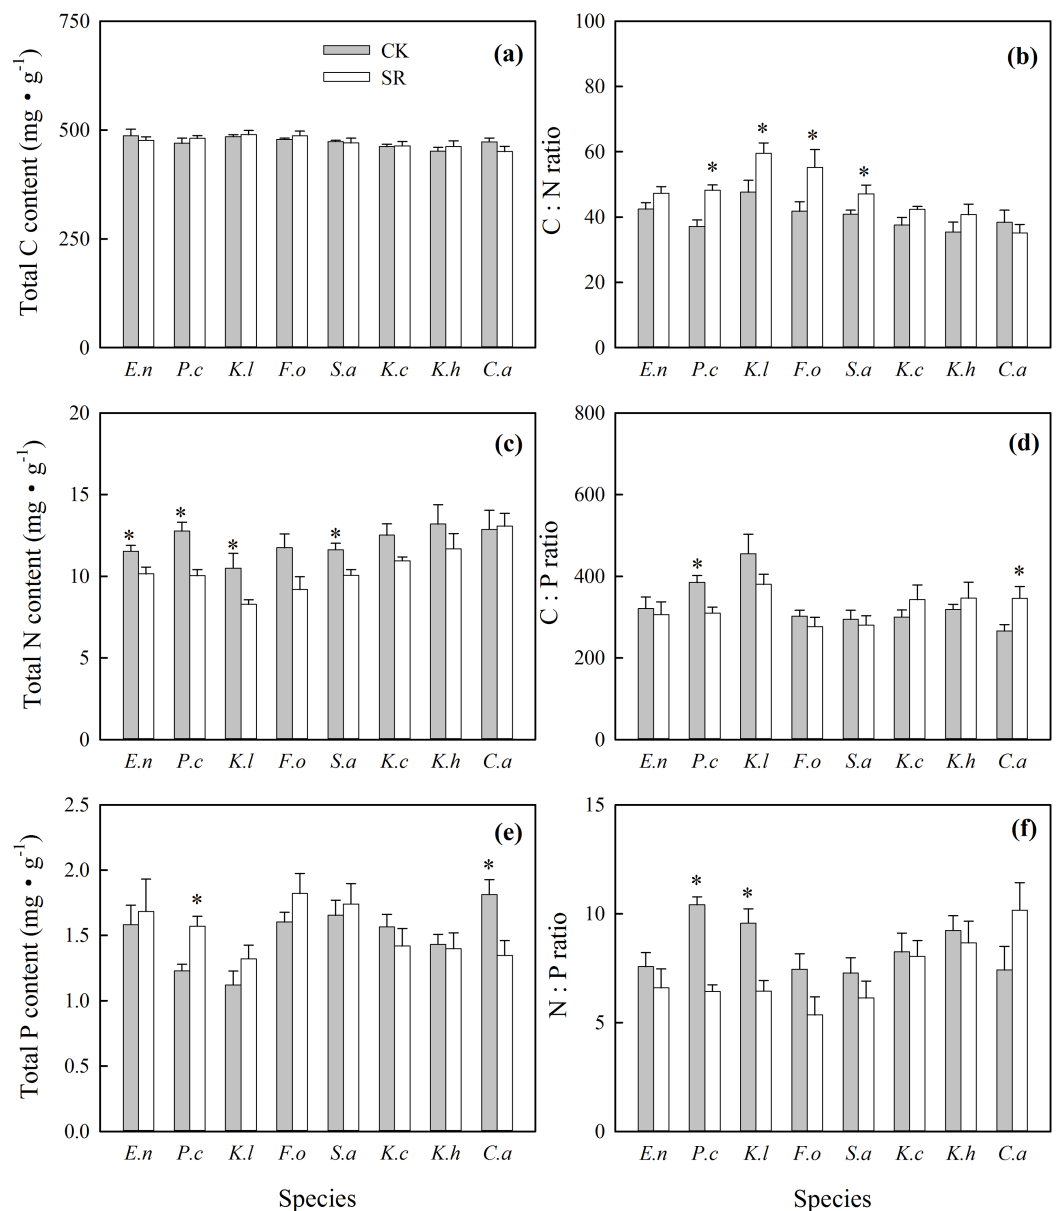 (a)
CK
SR
Total C content (mg • g-1)
750
500
250
0
E.n P.c K.l F.o S.a K.c K.h C.a
(b)
C : N ratio
100
80
60
40
20
0
* * * *
E.n P.c K.l F.o S.a K.c K.h C.a
(c)
Total N content (mg • g-1)
20
15
10
5
0
* * * *
E.n P.c K.l F.o S.a K.c K.h C.a
(d)
C : P ratio
800
600
400
200
0
* *
E.n P.c K.l F.o S.a K.c K.h C.a
(e)
Total P content (mg • g-1)
2.5
2.0
1.5
1.0
0.5
0.0
* *
E.n P.c K.l F.o S.a K.c K.h C.a
Species
(f)
N : P ratio
15
10
5
0
* *
E.n P.c K.l F.o S.a K.c K.h C.a
Species